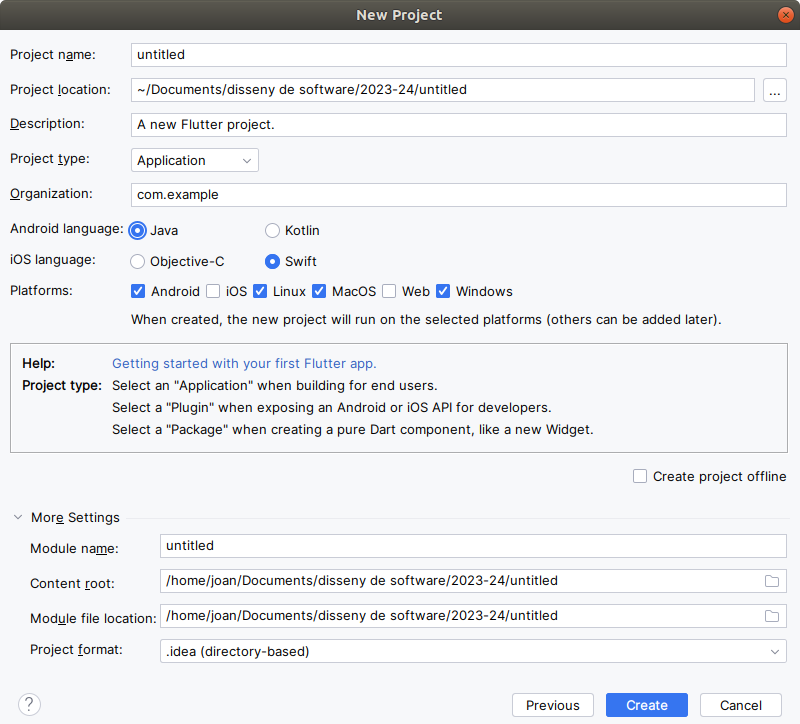 New Project
Project name: untitled
Project location: ~/Documents/disseny de software/2023-24/untitled ...
Description: A new Flutter project.
Project type: Application
Organization: com.example
Android language: Java Kotlin
iOS language: Objective-C Swift
Platforms: Android iOS Linux MacOS Web Windows
When created, the new project will run on the selected platforms (others can be added later).
Help: Getting started with your first Flutter app.
Project type: Select an "Application" when building for end users.
Select a "Plugin" when exposing an Android or iOS API for developers.
Select a "Package" when creating a pure Dart component, like a new Widget.
Create project offline
More Settings
Module name: untitled
Content root: /home/joan/Documents/disseny de software/2023-24/untitled
Module file location: /home/joan/Documents/disseny de software/2023-24/untitled
Project format: .idea (directory-based)
? Previous Create Cancel